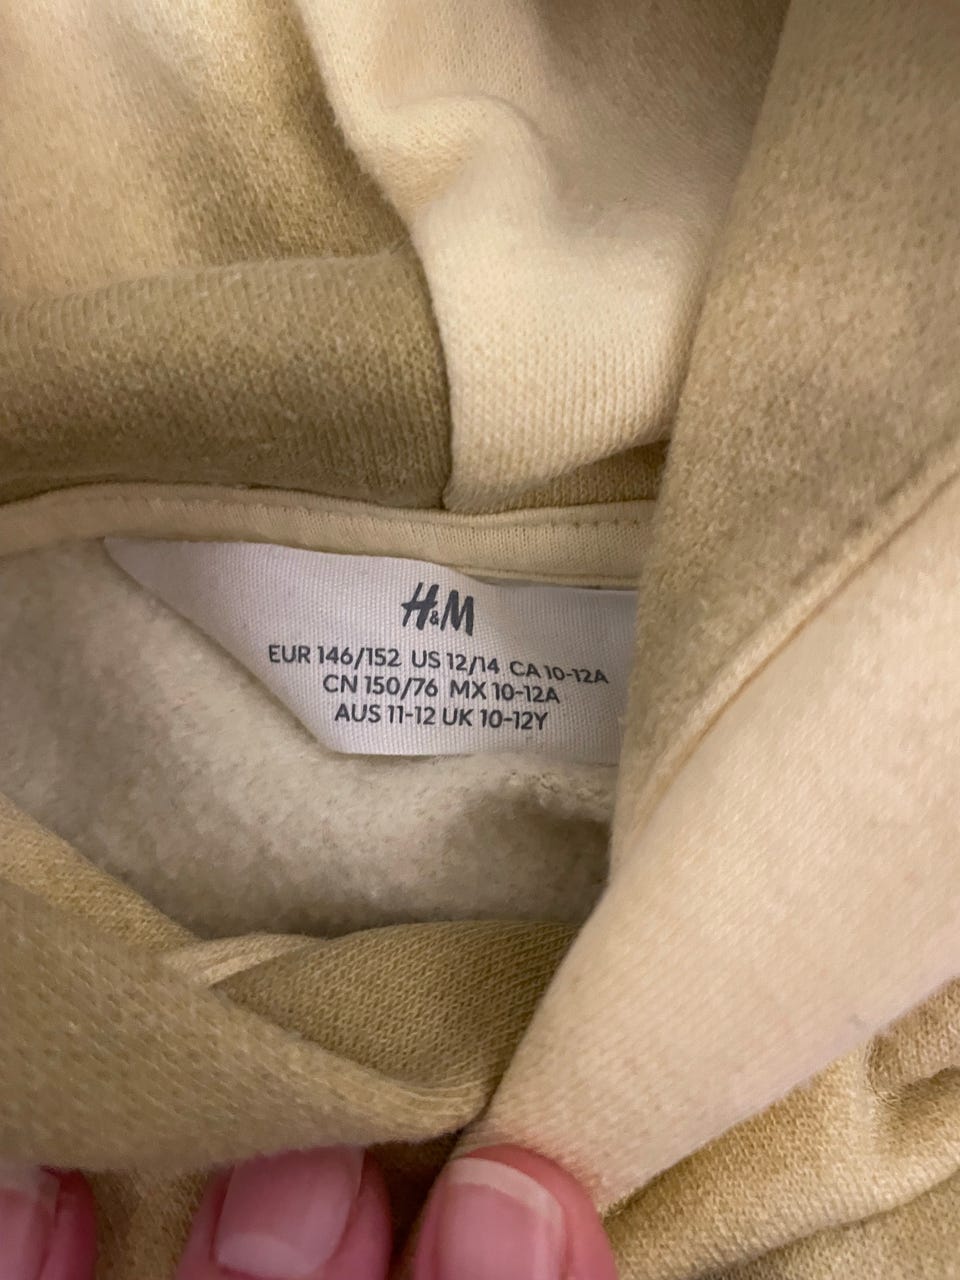 H&M
EUR 146/152 US 12/14 CA 10-12A
CN 150/76 MX 10-12A
AUS 11-12 UK 10-12Y